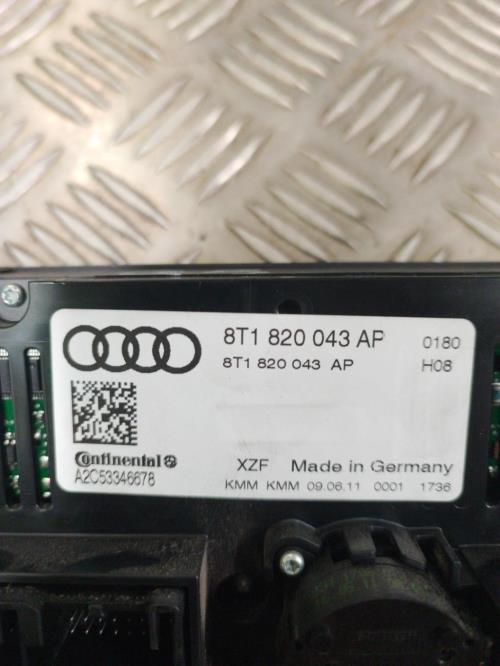 8T1 820 043 AP 0180
8T1 820 043 AP H08
Continental
A2C53346678
XZF Made in Germany
KMM KMM 09.06.11 0001 1736